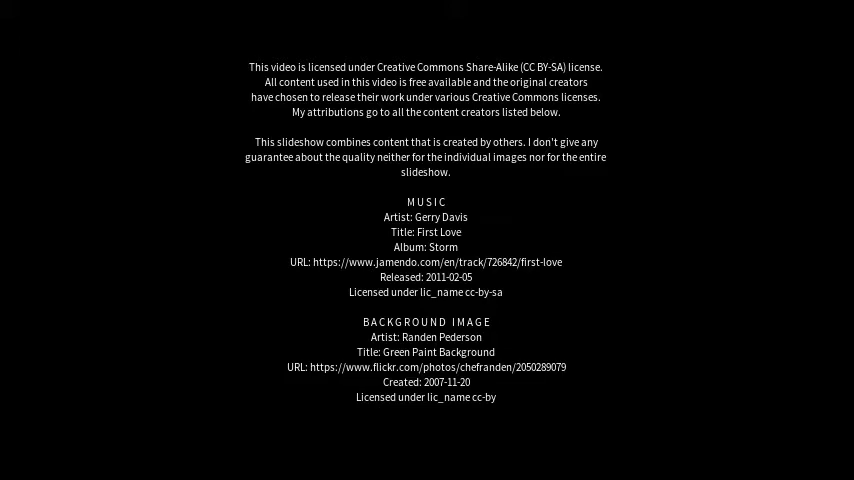 This video is licensed under Creative Commons Share-Alike (CC BY-SA) license.
All content used in this video is free available and the original creators
have chosen to release their work under various Creative Commons licenses.
My attributions go to all the content creators listed below.
This slideshow combines content that is created by others. I don't give any
guarantee about the quality neither for the individual images nor for the entire
slideshow.
MUSIC
Artist: Gerry Davis
Title: First Love
Album: Storm
URL: https://www.jamendo.com/en/track/726842/first-love
Released: 2011-02-05
Licensed under lic_name cc-by-sa
BACKGROUND IMAGE
Artist: Randen Pederson
Title: Green Paint Background
URL: https://www.flickr.com/photos/chefranden/2050289079
Created: 2007-11-20
Licensed under lic_name cc-by